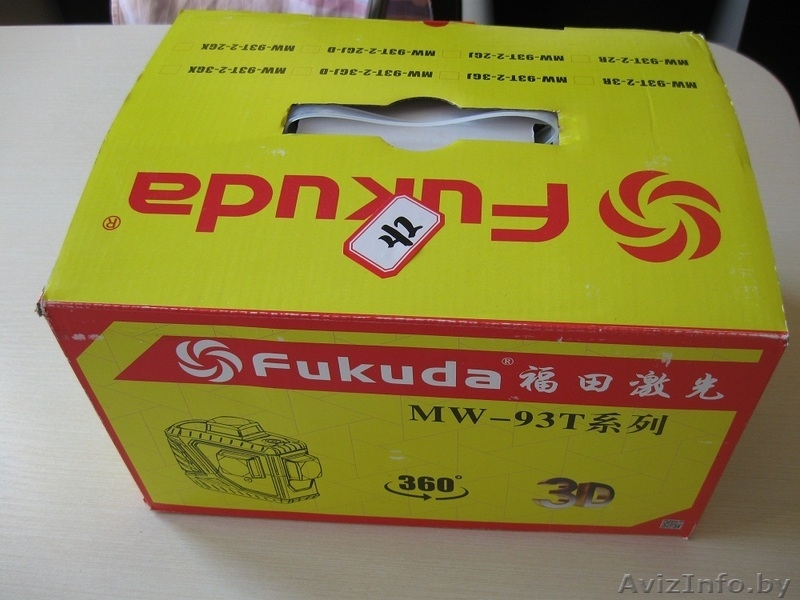 MW-93T-2-2R MW-93T-2-2GJ MW-93T-2-2GJ-D MW-93T-2-2GX
MW-93T-2-3R MW-93T-2-3GJ MW-93T-2-3GJ-D MW-93T-2-3GX
Fukuda®
Fukuda® 福田激光
MW-93T系列
360°
3D
AvizInfo.by